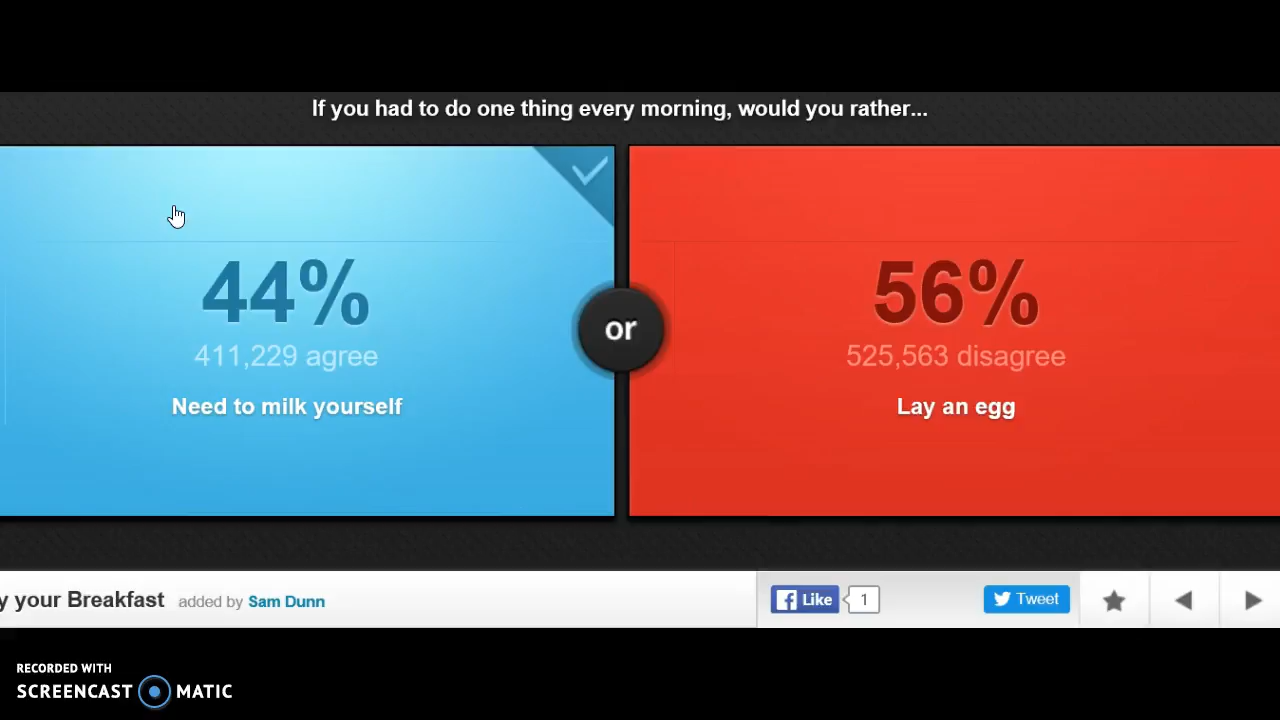 If you had to do one thing every morning, would you rather...
44%
411,229 agree
Need to milk yourself
or
56%
525,563 disagree
Lay an egg
y your Breakfast added by Sam Dunn
Like 1
Tweet
RECORDED WITH
SCREENCAST MATIC